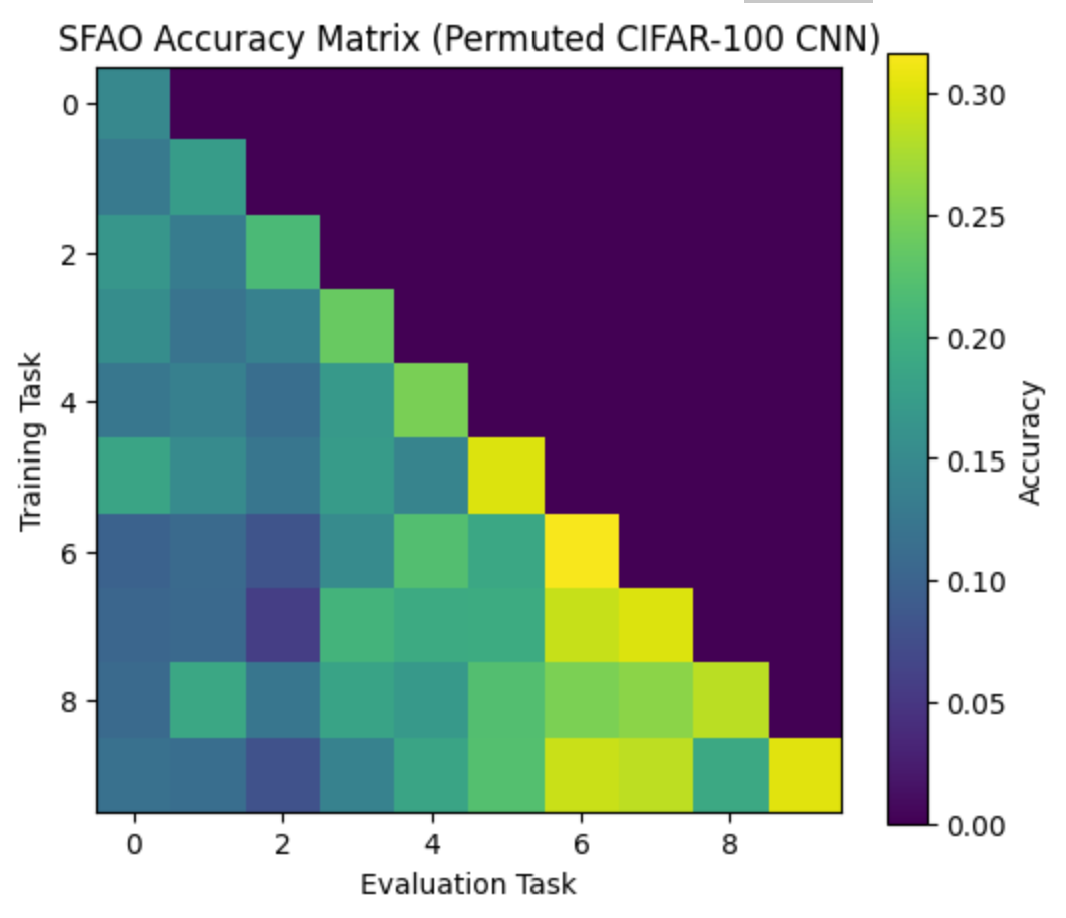 SFAO Accuracy Matrix (Permuted CIFAR-100 CNN)
Training Task
0
2
4
6
8
0 2 4 6 8
Evaluation Task
0.30
0.25
0.20
0.15
0.10
0.05
0.00
Accuracy